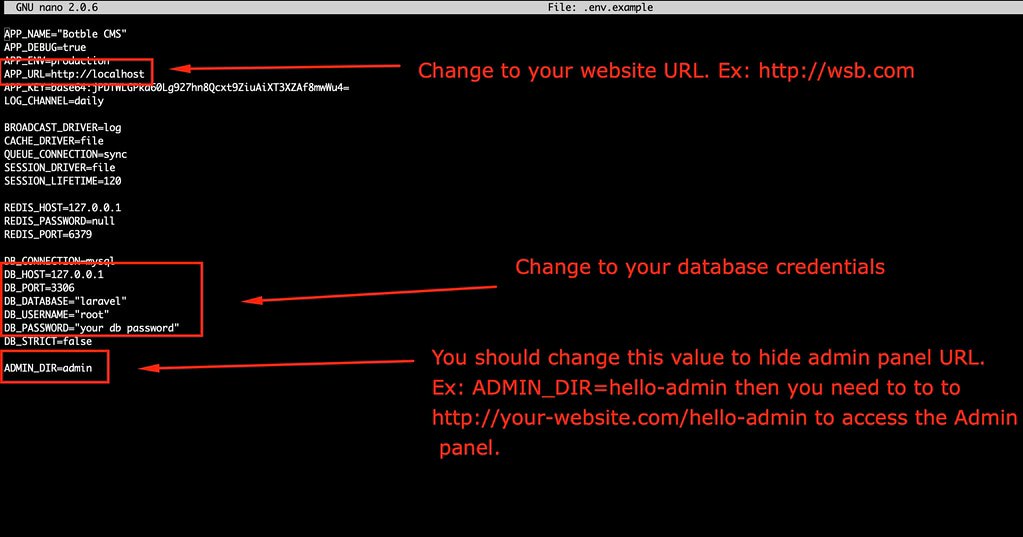 GNU nano 2.0.6 File: .env.example
APP_NAME="Botble CMS"
APP_DEBUG=true
APP_ENV=production
APP_URL=http://localhost
Change to your website URL. Ex: http://wsb.com
LOG_CHANNEL=daily
BROADCAST_DRIVER=log
CACHE_DRIVER=file
QUEUE_CONNECTION=sync
SESSION_DRIVER=file
SESSION_LIFETIME=120
REDIS_HOST=127.0.0.1
REDIS_PASSWORD=null
REDIS_PORT=6379
DB_CONNECTION=mysql
DB_HOST=127.0.0.1
DB_PORT=3306
DB_DATABASE="laravel"
DB_USERNAME="root"
DB_PASSWORD="your db password"
DB_STRICT=false
Change to your database credentials
ADMIN_DIR=admin
You should change this value to hide admin panel URL.
Ex: ADMIN_DIR=hello-admin then you need to to to
http://your-website.com/hello-admin to access the Admin
panel.